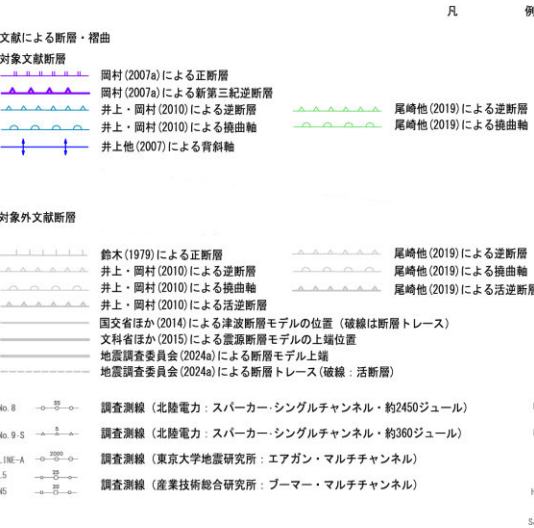 凡 例
文献による断層・褶曲
対象文献断層
岡村(2007a)による正断層
岡村(2007a)による新第三紀逆断層
井上・岡村(2010)による逆断層 尾崎他(2019)による逆断層
井上・岡村(2010)による撓曲軸 尾崎他(2019)による撓曲軸
井上他(2007)による背斜軸
対象外文献断層
鈴木(1979)による正断層 尾崎他(2019)による逆断層
井上・岡村(2010)による逆断層 尾崎他(2019)による撓曲軸
井上・岡村(2010)による撓曲軸 尾崎他(2019)による活逆断層
井上・岡村(2010)による活逆断層
国交省ほか(2014)による津波断層モデルの位置（破線は断層トレース）
文科省ほか(2015)による震源断層モデルの上端位置
地震調査委員会(2024a)による断層モデル上端
地震調査委員会(2024a)による断層トレース(破線：活断層)
No.8 調査測線（北陸電力：スパーカー・シングルチャンネル・約2450ジュール）
No.9-S 5 調査測線（北陸電力：スパーカー・シングルチャンネル・約360ジュール）
LINE-A 2000 調査測線（東京大学地震研究所：エアガン・マルチチャンネル）
調査測線（産業技術総合研究所：ブーマー・マルチチャンネル）